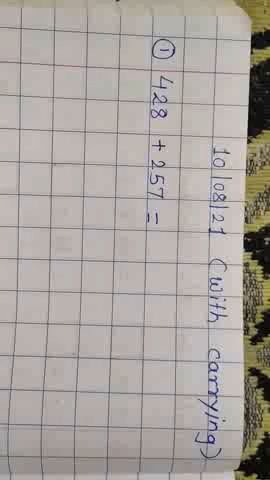 10/08/21 (with carrying)
① 428 + 257 =